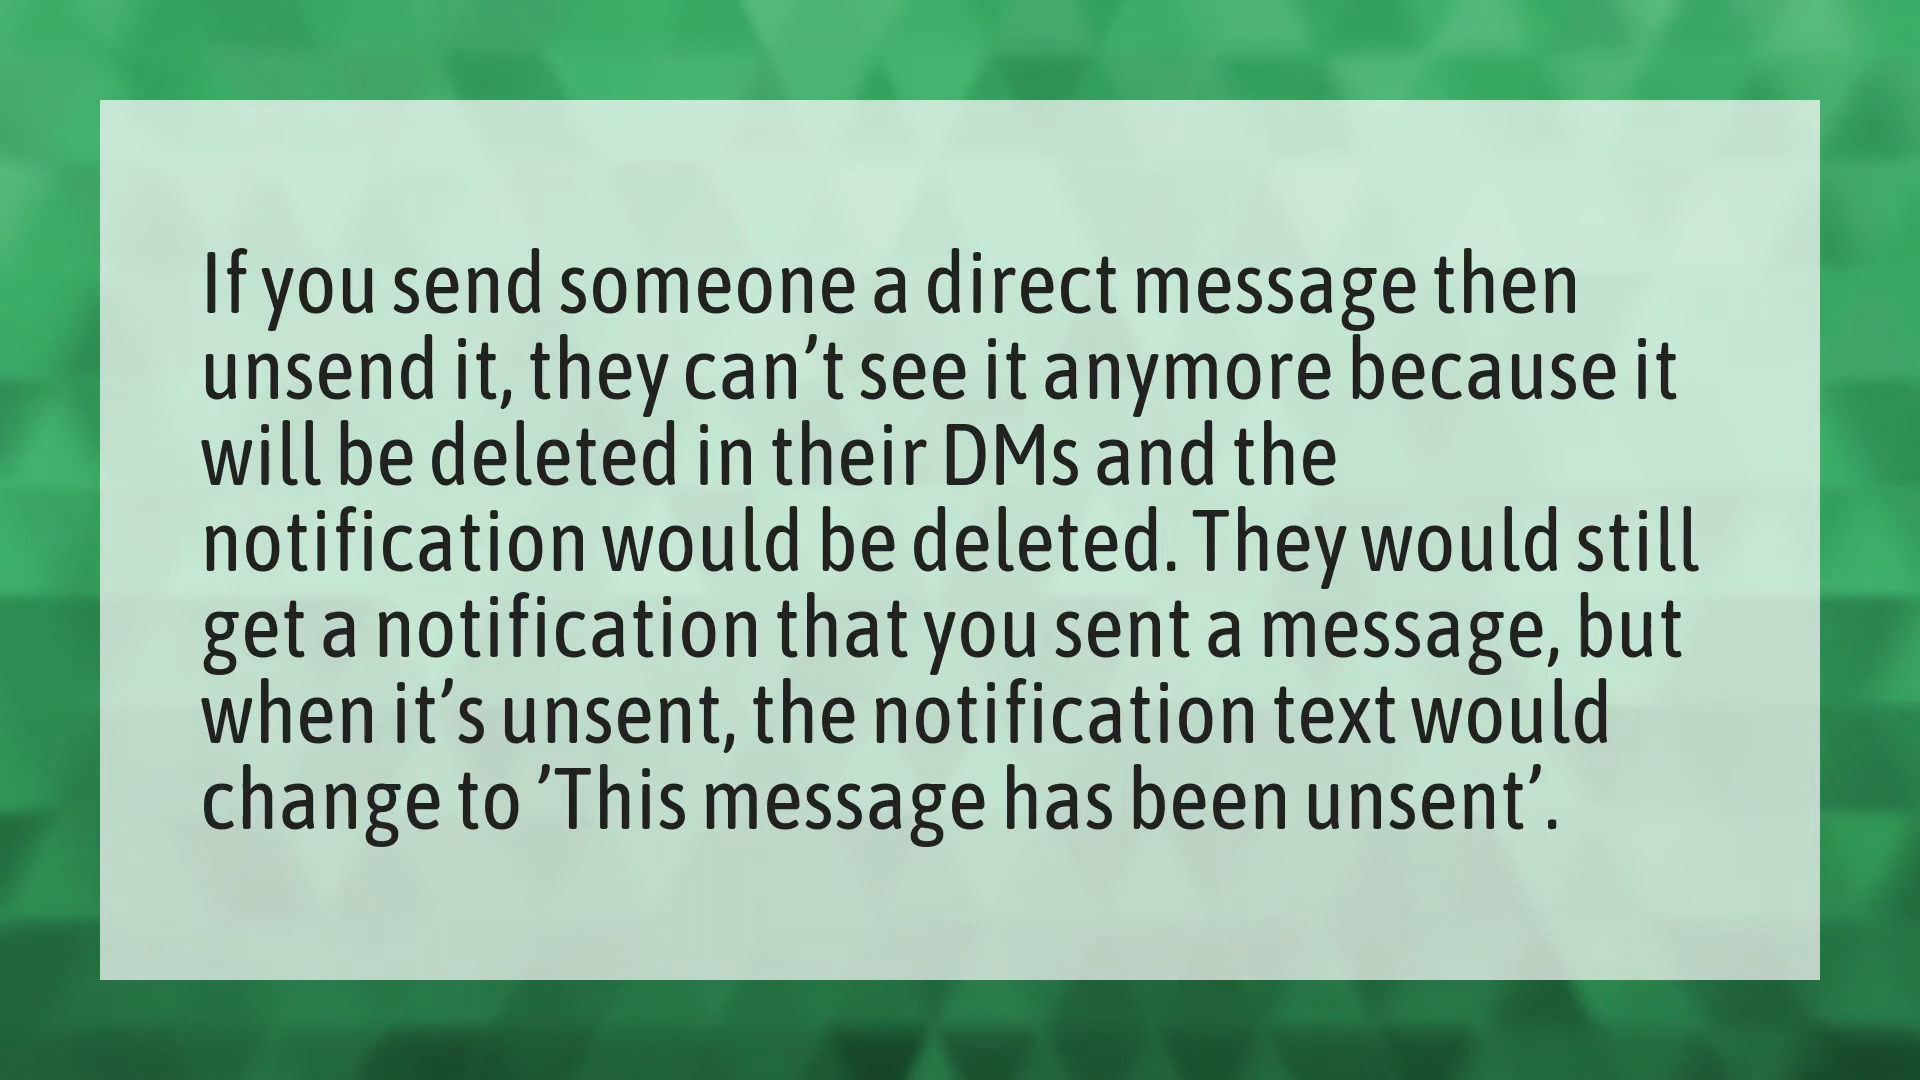 If you send someone a direct message then
unsend it, they can’t see it anymore because it
will be deleted in their DMs and the
notification would be deleted. They would still
get a notification that you sent a message, but
when it’s unsent, the notification text would
change to ’This message has been unsent’.